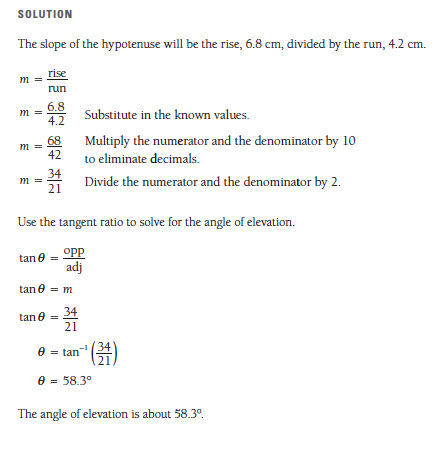 SOLUTION
The slope of the hypotenuse will be the rise, 6.8 cm, divided by the run, 4.2 cm.
m = rise/run
m = 6.8/4.2 Substitute in the known values.
m = 68/42 Multiply the numerator and the denominator by 10
to eliminate decimals.
m = 34/21 Divide the numerator and the denominator by 2.
Use the tangent ratio to solve for the angle of elevation.
tan θ = opp/adj
tan θ = m
tan θ = 34/21
θ = tan⁻¹(34/21)
θ = 58.3°
The angle of elevation is about 58.3º.